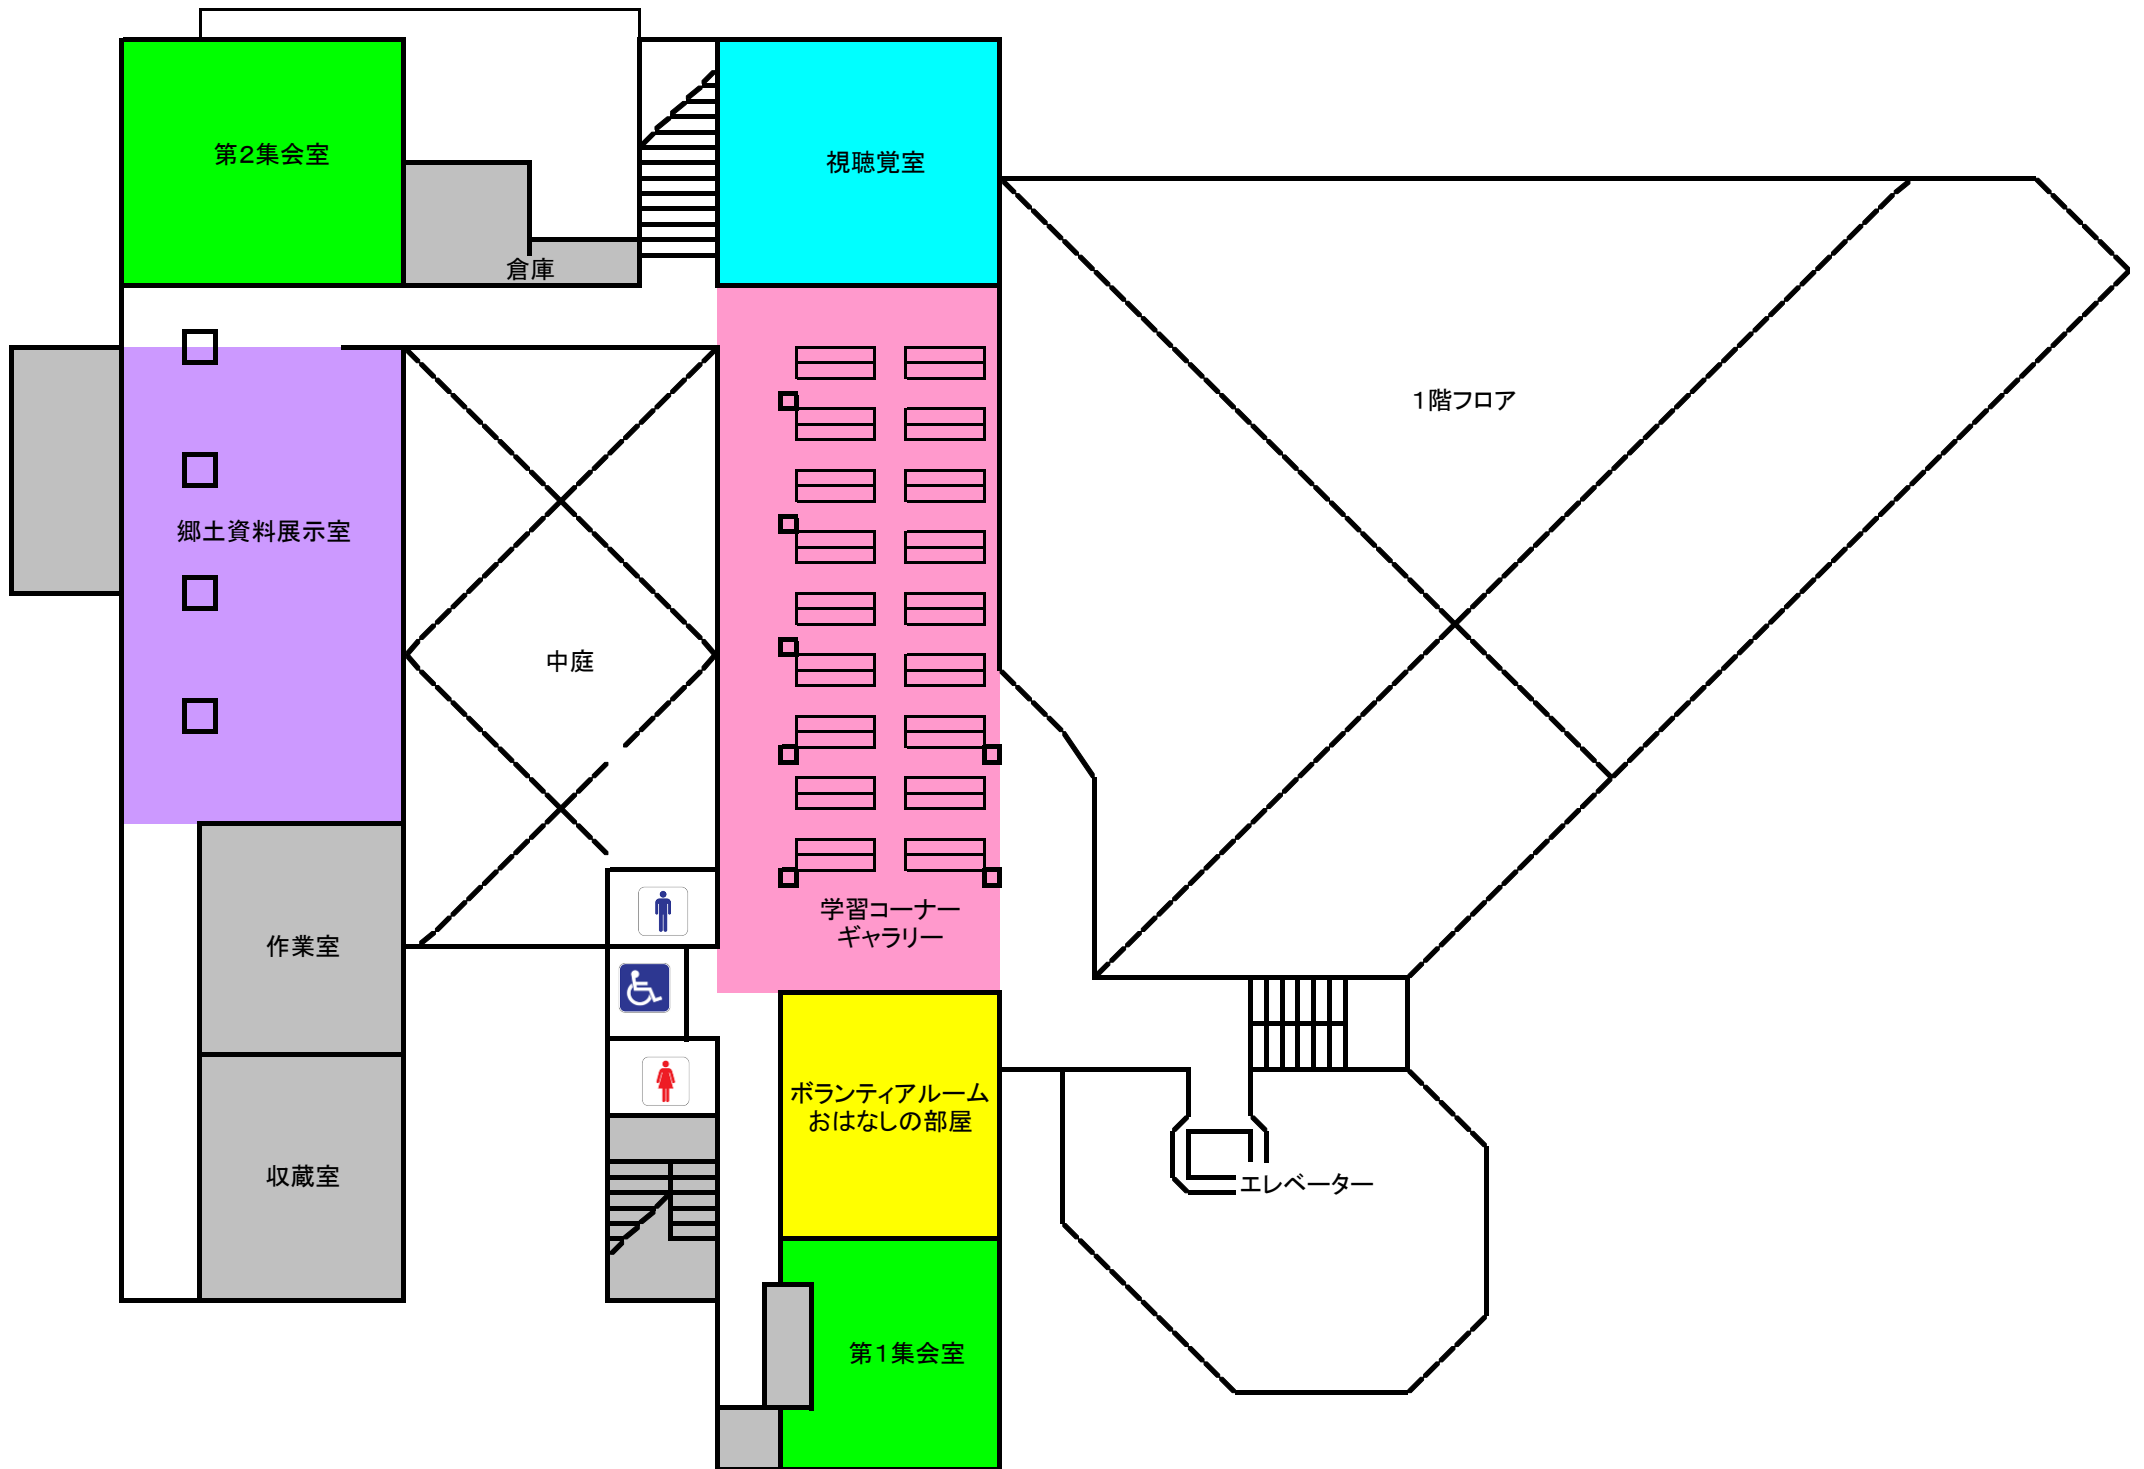 第2集会室
視聴覚室
倉庫
1階フロア
郷土資料展示室
中庭
学習コーナー
ギャラリー
作業室
ボランティアルーム
おはなしの部屋
収蔵室
エレベーター
第1集会室